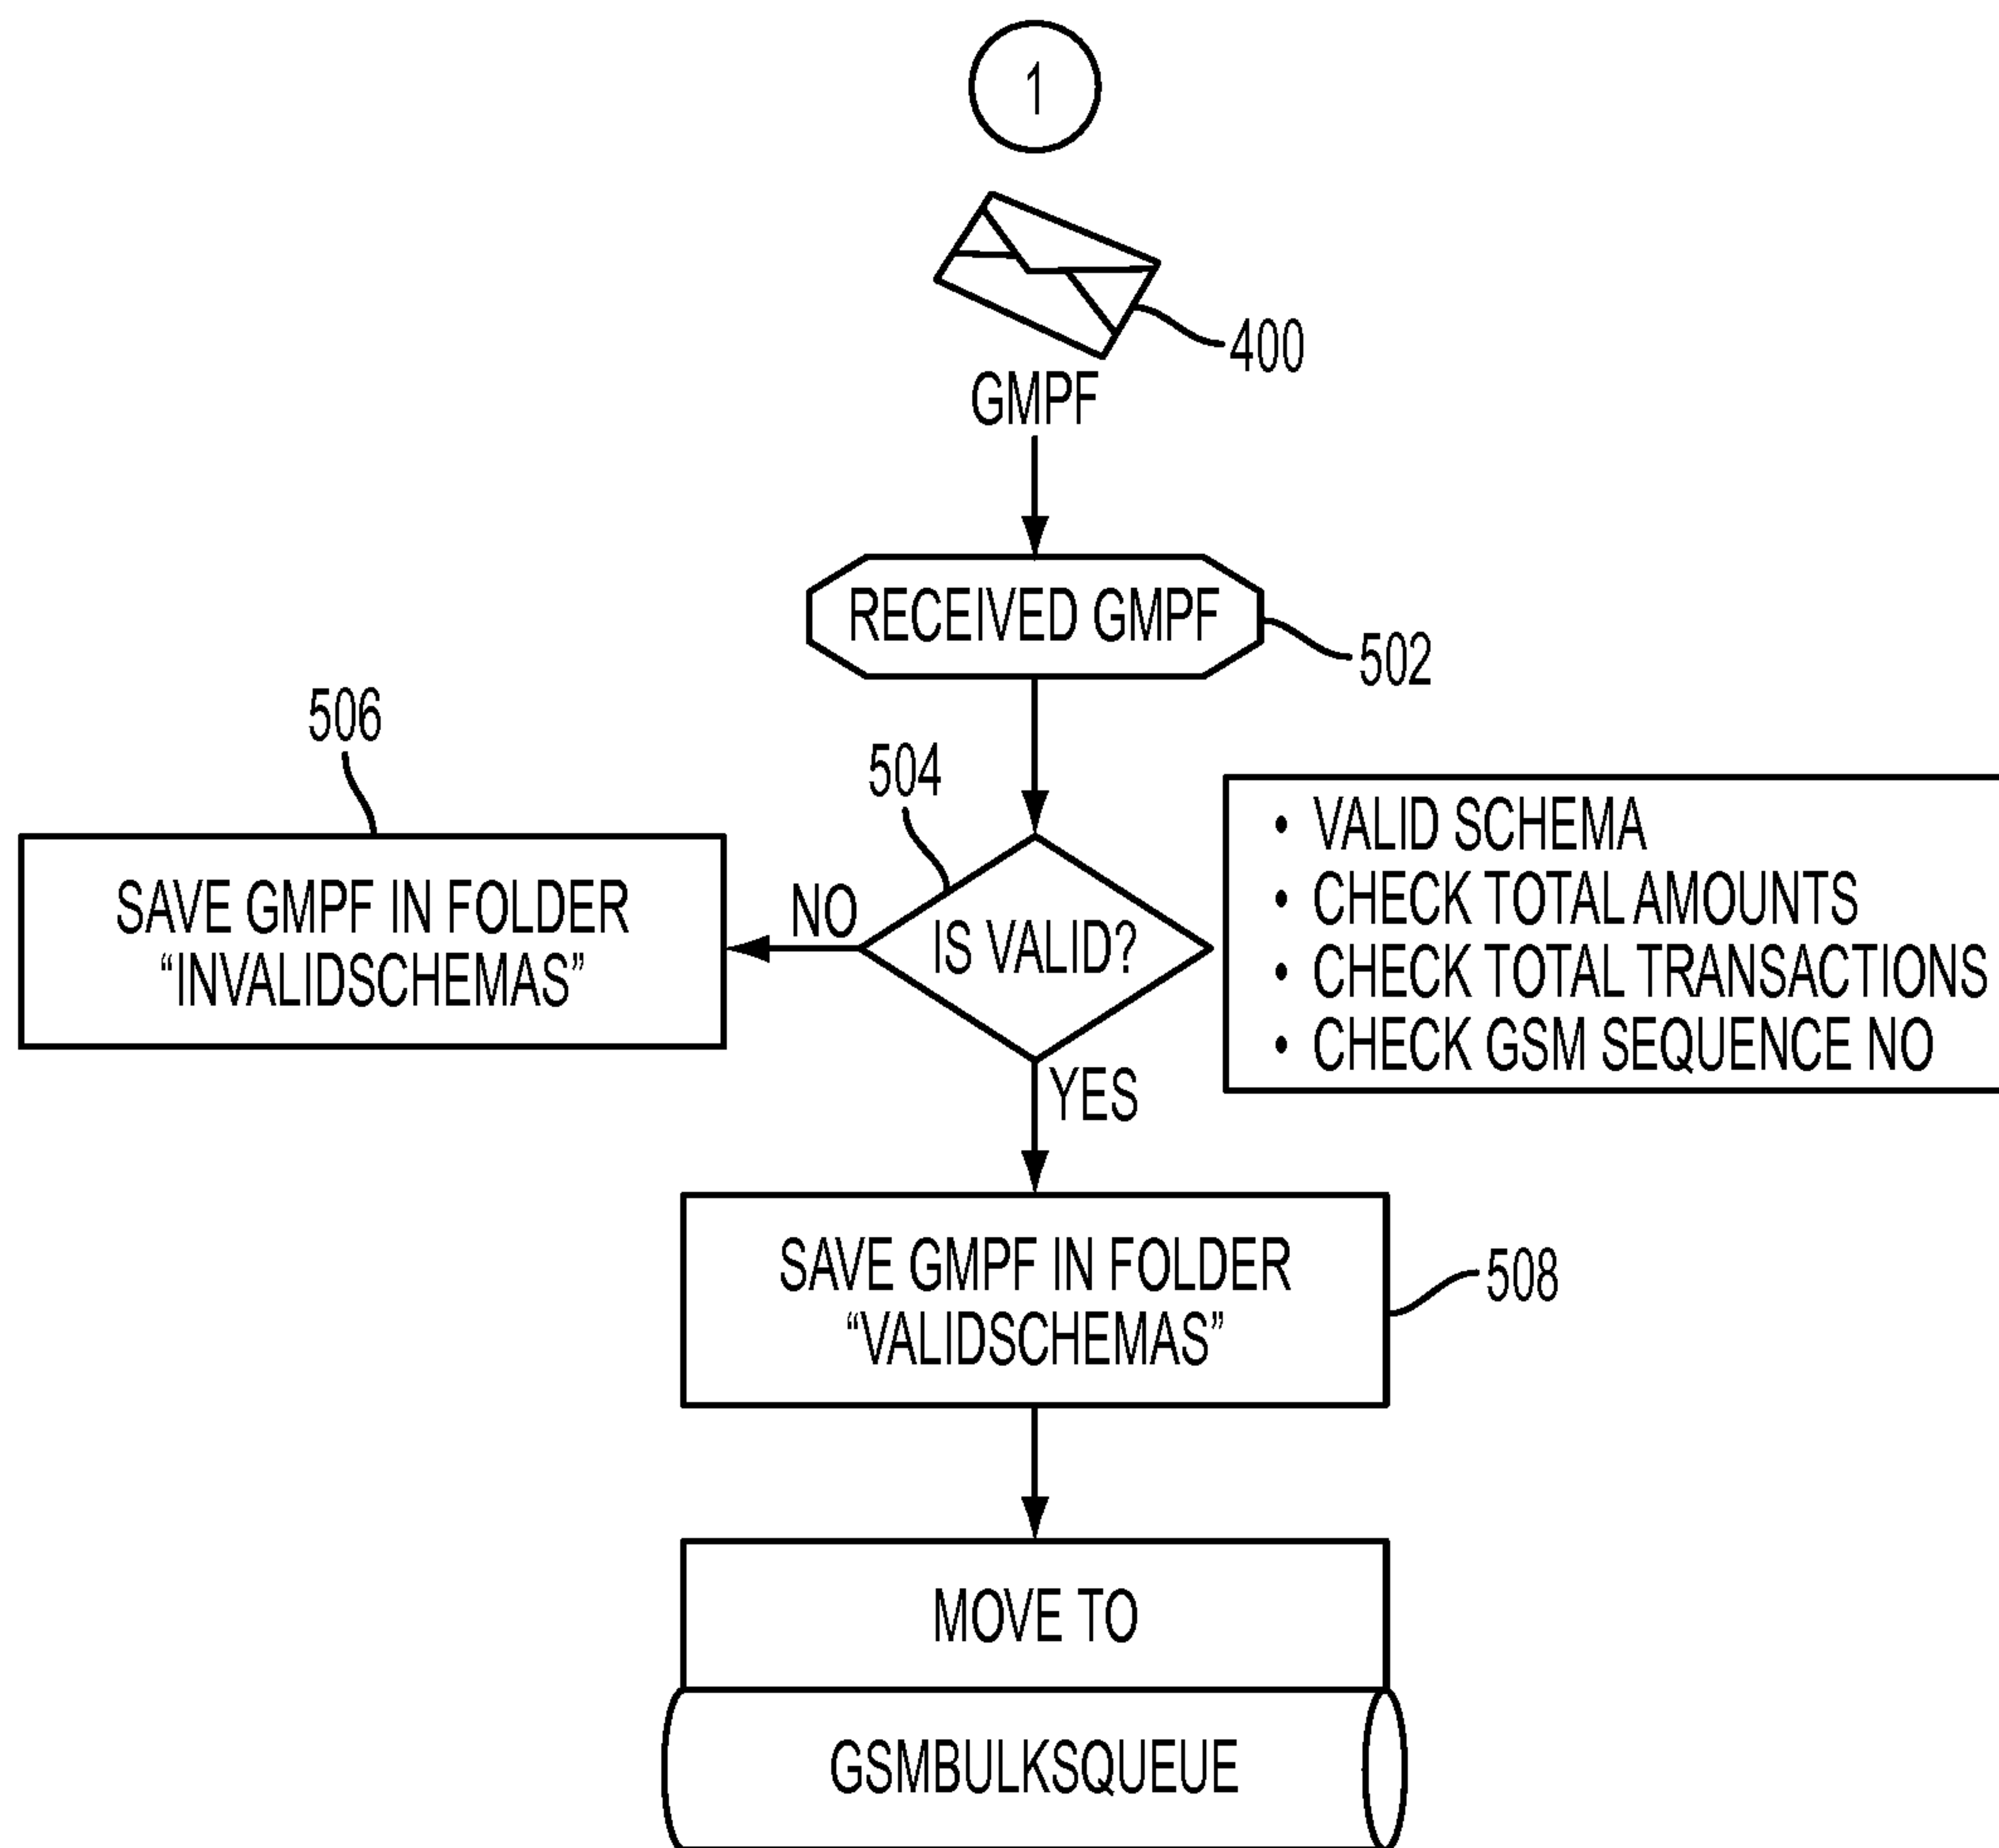 1
400
GMPF
RECEIVED GMPF
502
506
504
SAVE GMPF IN FOLDER
“INVALIDSCHEMAS”
NO
IS VALID?
• VALID SCHEMA
• CHECK TOTAL AMOUNTS
• CHECK TOTAL TRANSACTIONS
• CHECK GSM SEQUENCE NO
YES
SAVE GMPF IN FOLDER
“VALIDSCHEMAS”
508
MOVE TO
GSMBULKSQUEUE